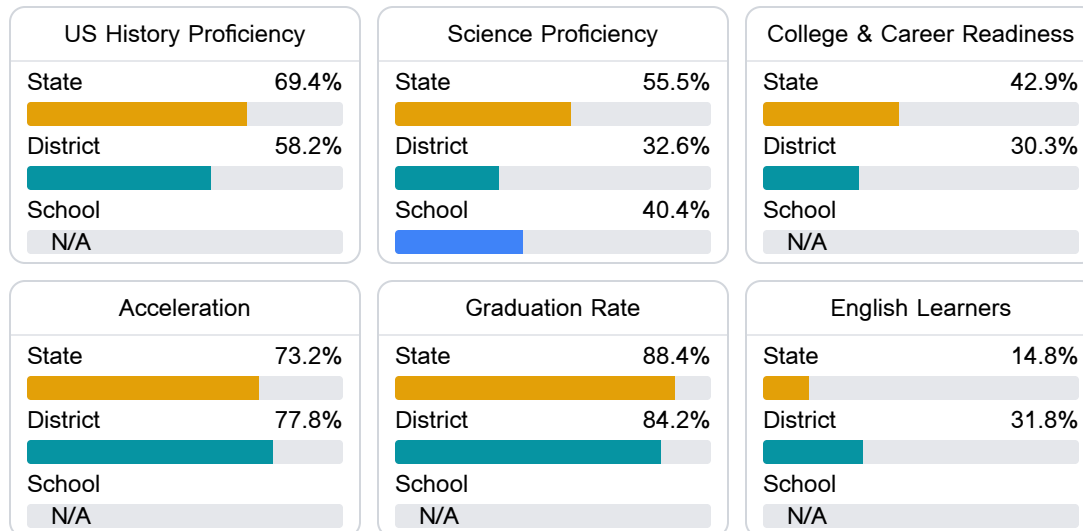 US History Proficiency
State 69.4%
District 58.2%
School
N/A
Science Proficiency
State 55.5%
District 32.6%
School 40.4%
College & Career Readiness
State 42.9%
District 30.3%
School
N/A
Acceleration
State 73.2%
District 77.8%
School
N/A
Graduation Rate
State 88.4%
District 84.2%
School
N/A
English Learners
State 14.8%
District 31.8%
School
N/A